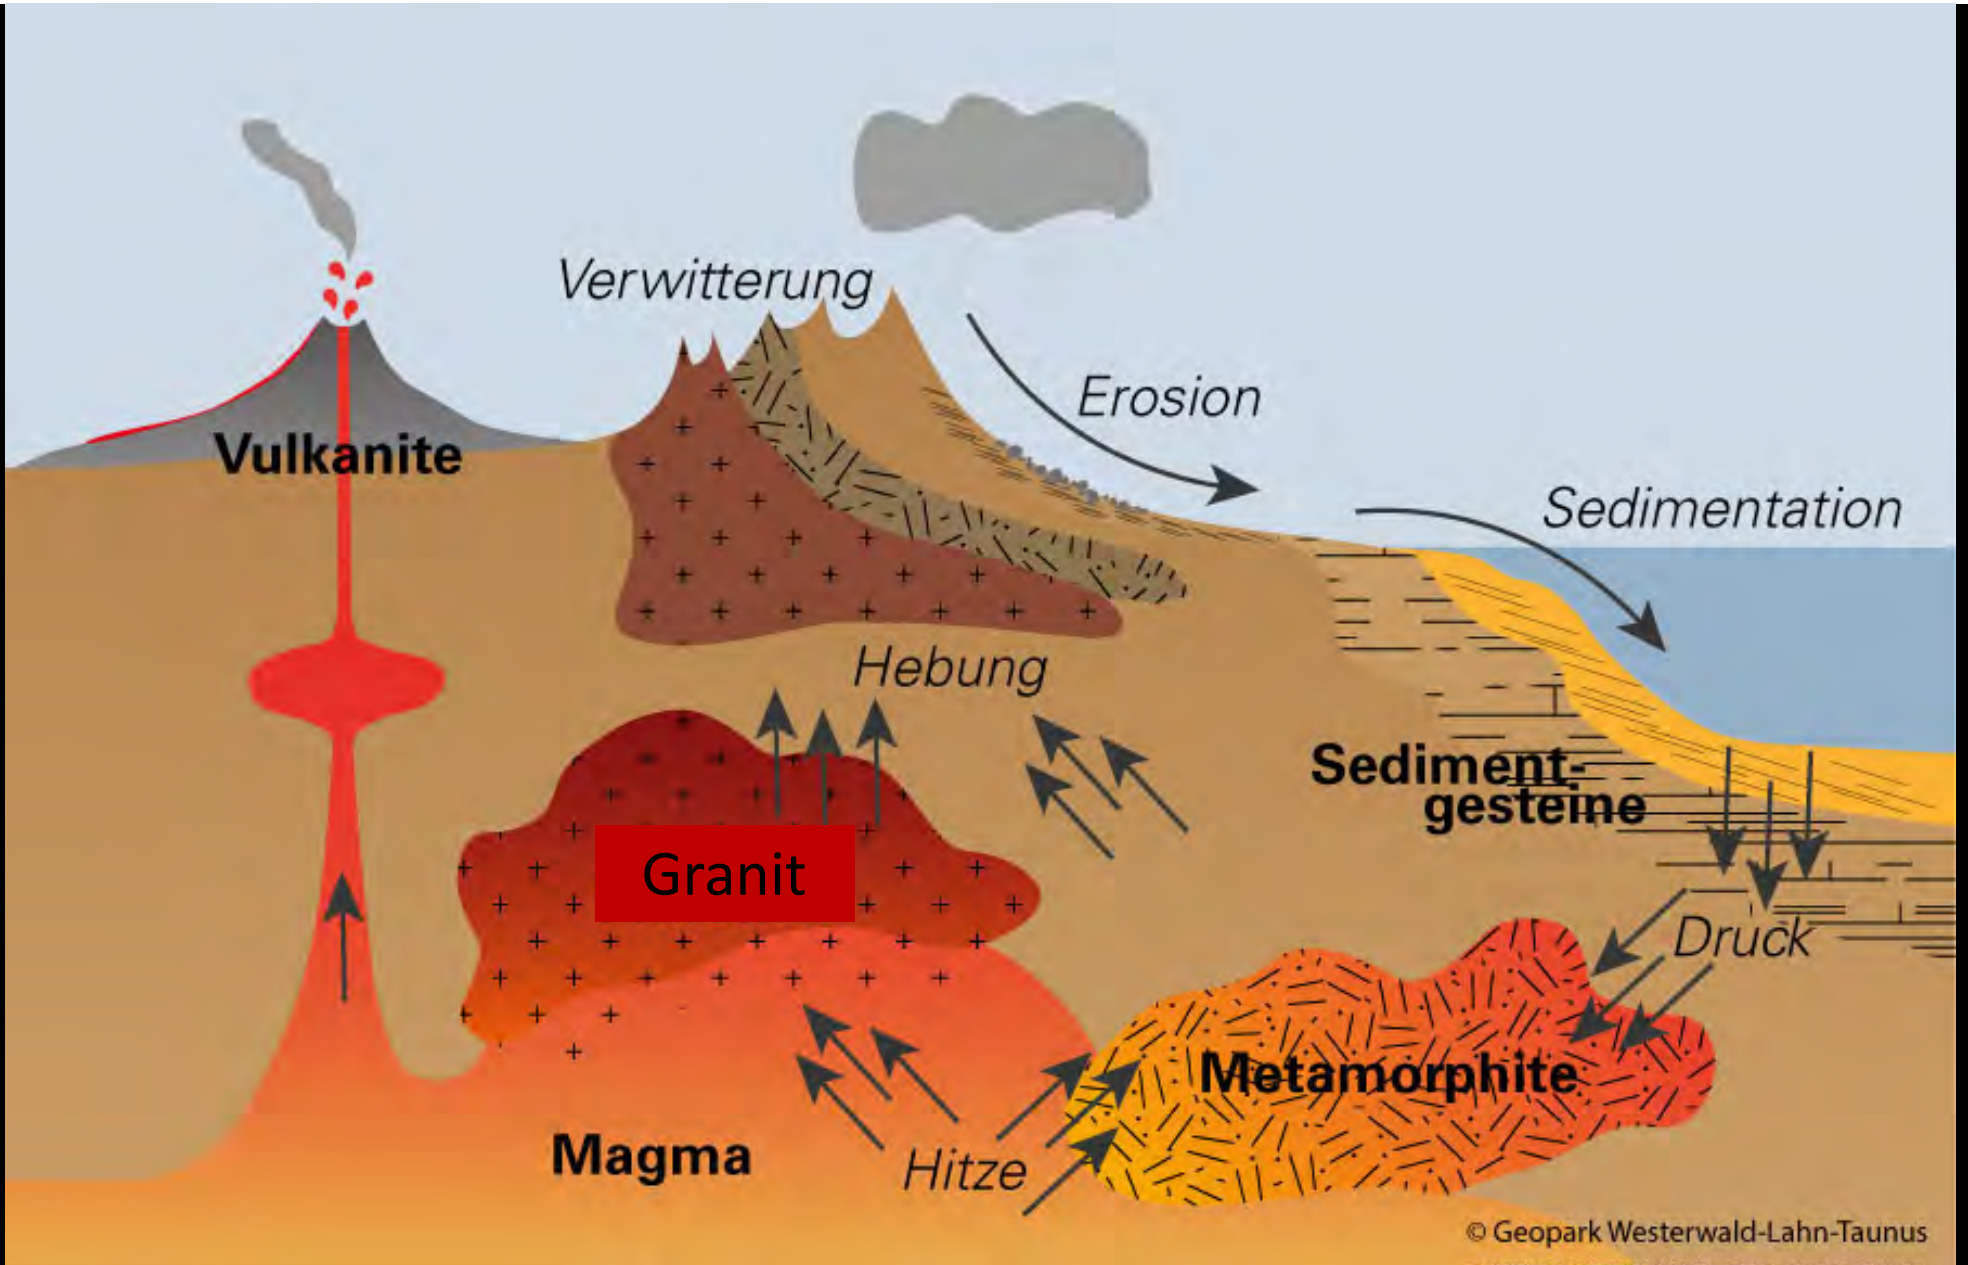 Verwitterung
Erosion
Vulkanite
Sedimentation
Hebung
Sediment-
gesteine
Granit
Druck
Metamorphite
Magma
Hitze
© Geopark Westerwald-Lahn-Taunus